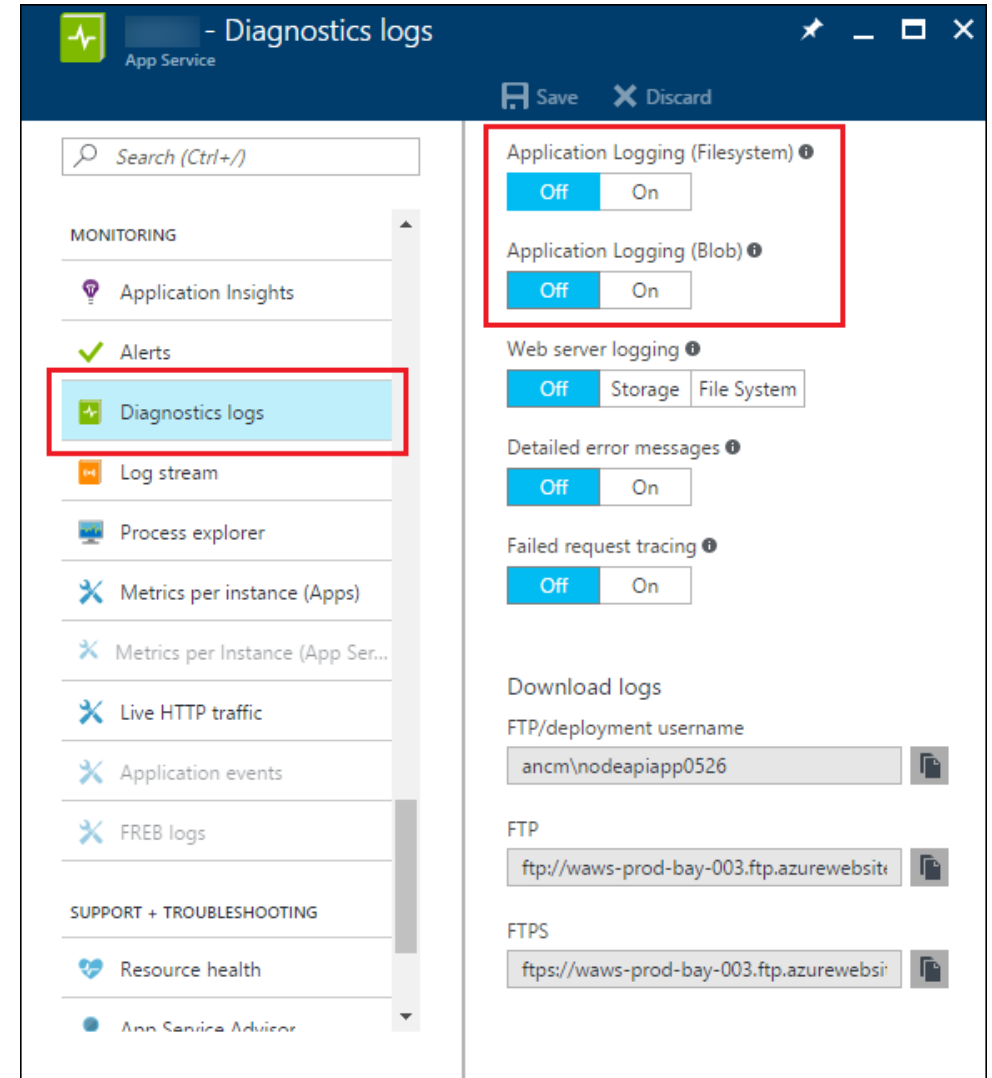 - Diagnostics logs
App Service
Save Discard
Search (Ctrl+/)
MONITORING
Application Insights
Alerts
Diagnostics logs
Log stream
Process explorer
Metrics per instance (Apps)
Metrics per Instance (App Ser...
Live HTTP traffic
Application events
FREB logs
SUPPORT + TROUBLESHOOTING
Resource health
App Service Advisor
Application Logging (Filesystem)
Off On
Application Logging (Blob)
Off On
Web server logging
Off Storage File System
Detailed error messages
Off On
Failed request tracing
Off On
Download logs
FTP/deployment username
ancm\nodeapiapp0526
FTP
ftp://waws-prod-bay-003.ftp.azurewebsite
FTPS
ftps://waws-prod-bay-003.ftp.azurewebsi